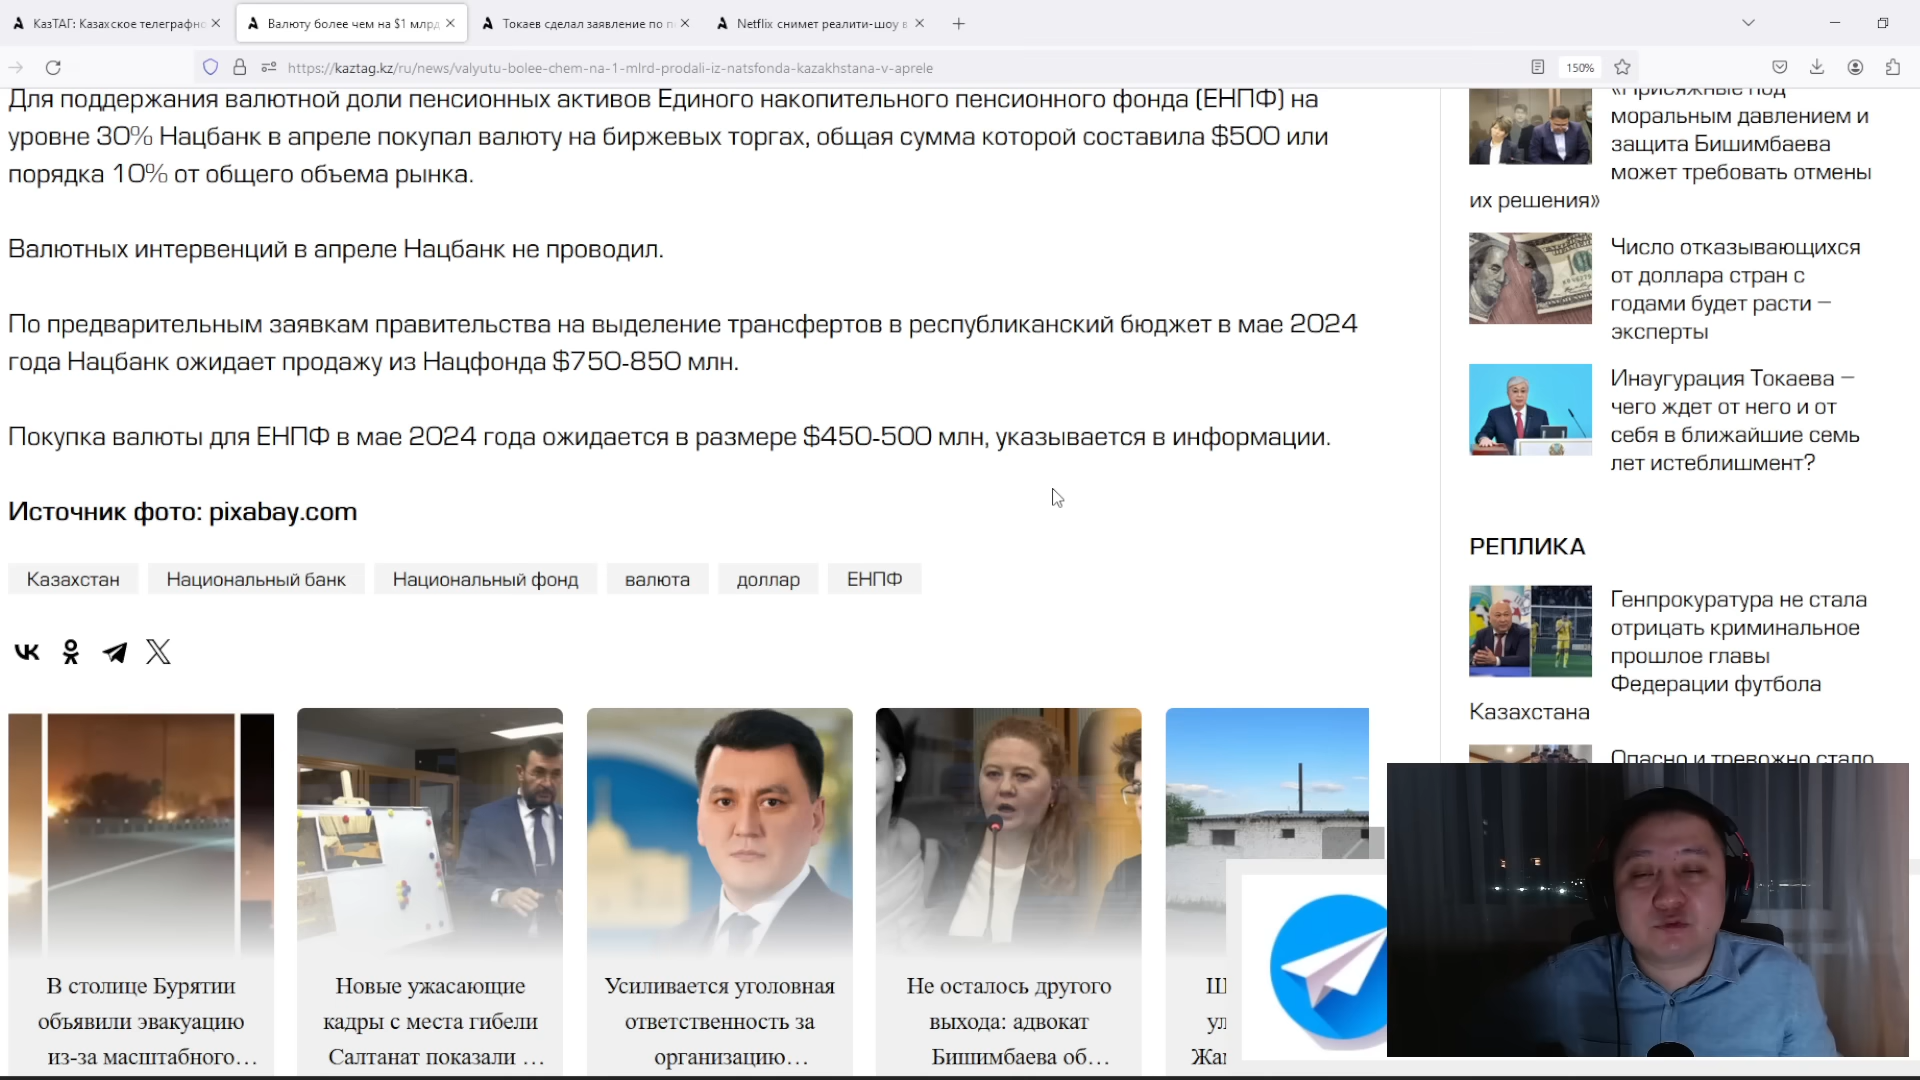 КазТАГ: Казахское телеграфно
Валюту более чем на $1 млрд
Токаев сделал заявление по п
Netflix снимет реалити-шоу в
https://kaztag.kz/ru/news/valyutu-bolee-chem-na-1-mlrd-prodali-iz-natsfonda-kazakhstana-v-aprele
150%
Для поддержания валютной доли пенсионных активов Единого накопительного пенсионного фонда (ЕНПФ) на
уровне 30% Нацбанк в апреле покупал валюту на биржевых торгах, общая сумма которой составила $500 или
порядка 10% от общего объема рынка.
Валютных интервенций в апреле Нацбанк не проводил.
По предварительным заявкам правительства на выделение трансфертов в республиканский бюджет в мае 2024
года Нацбанк ожидает продажу из Нацфонда $750-850 млн.
Покупка валюты для ЕНПФ в мае 2024 года ожидается в размере $450-500 млн, указывается в информации.
Источник фото: pixabay.com
Казахстан
Национальный банк
Национальный фонд
валюта
доллар
ЕНПФ
В столице Бурятии
объявили эвакуацию
из-за масштабного...
Новые ужасающие
кадры с места гибели
Салтанат показали ...
Усиливается уголовная
ответственность за
организацию...
Не осталось другого
выхода: адвокат
Бишимбаева об...
Ш
ул
Жа
«Присяжные под
моральным давлением и
защита Бишимбаева
может требовать отмены
их решения»
Число отказывающихся
от доллара стран с
годами будет расти –
эксперты
Инаугурация Токаева –
чего ждет от него и от
себя в ближайшие семь
лет истеблишмент?
РЕПЛИКА
Генпрокуратура не стала
отрицать криминальное
прошлое главы
Федерации футбола
Казахстана
Опасно и тревожно стало